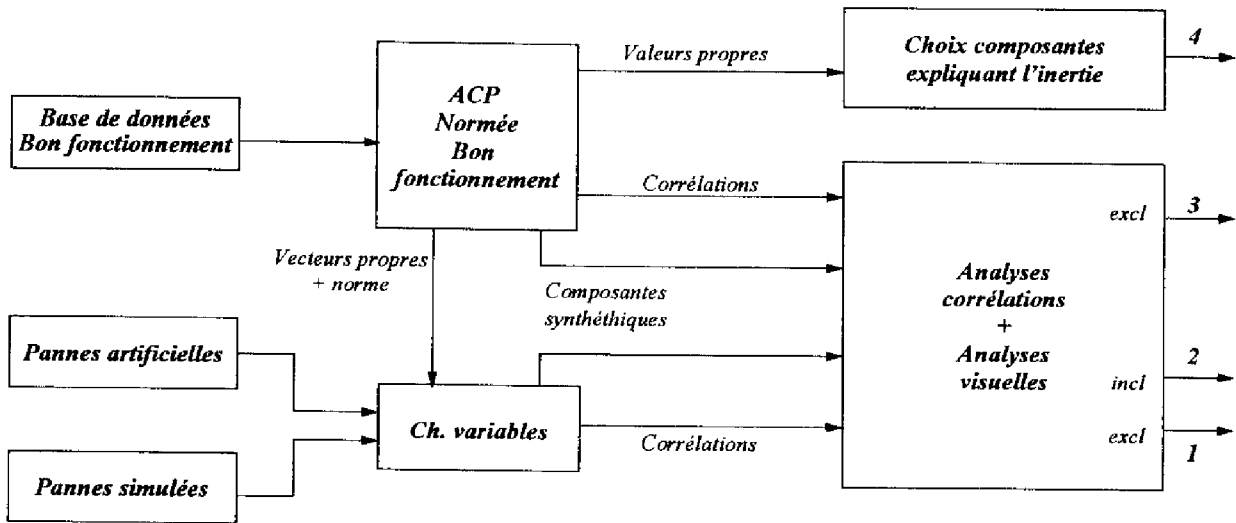 Base de données
Bon fonctionnement
ACP
Normée
Bon
fonctionnement
Valeurs propres
Choix composantes
expliquant l'inertie
4
Corrélations
Vecteurs propres
+ norme
Composantes
synthéthiques
Pannes artificielles
Pannes simulées
Ch. variables
Corrélations
Analyses
corrélations
+
Analyses
visuelles
excl
3
incl
2
excl
1